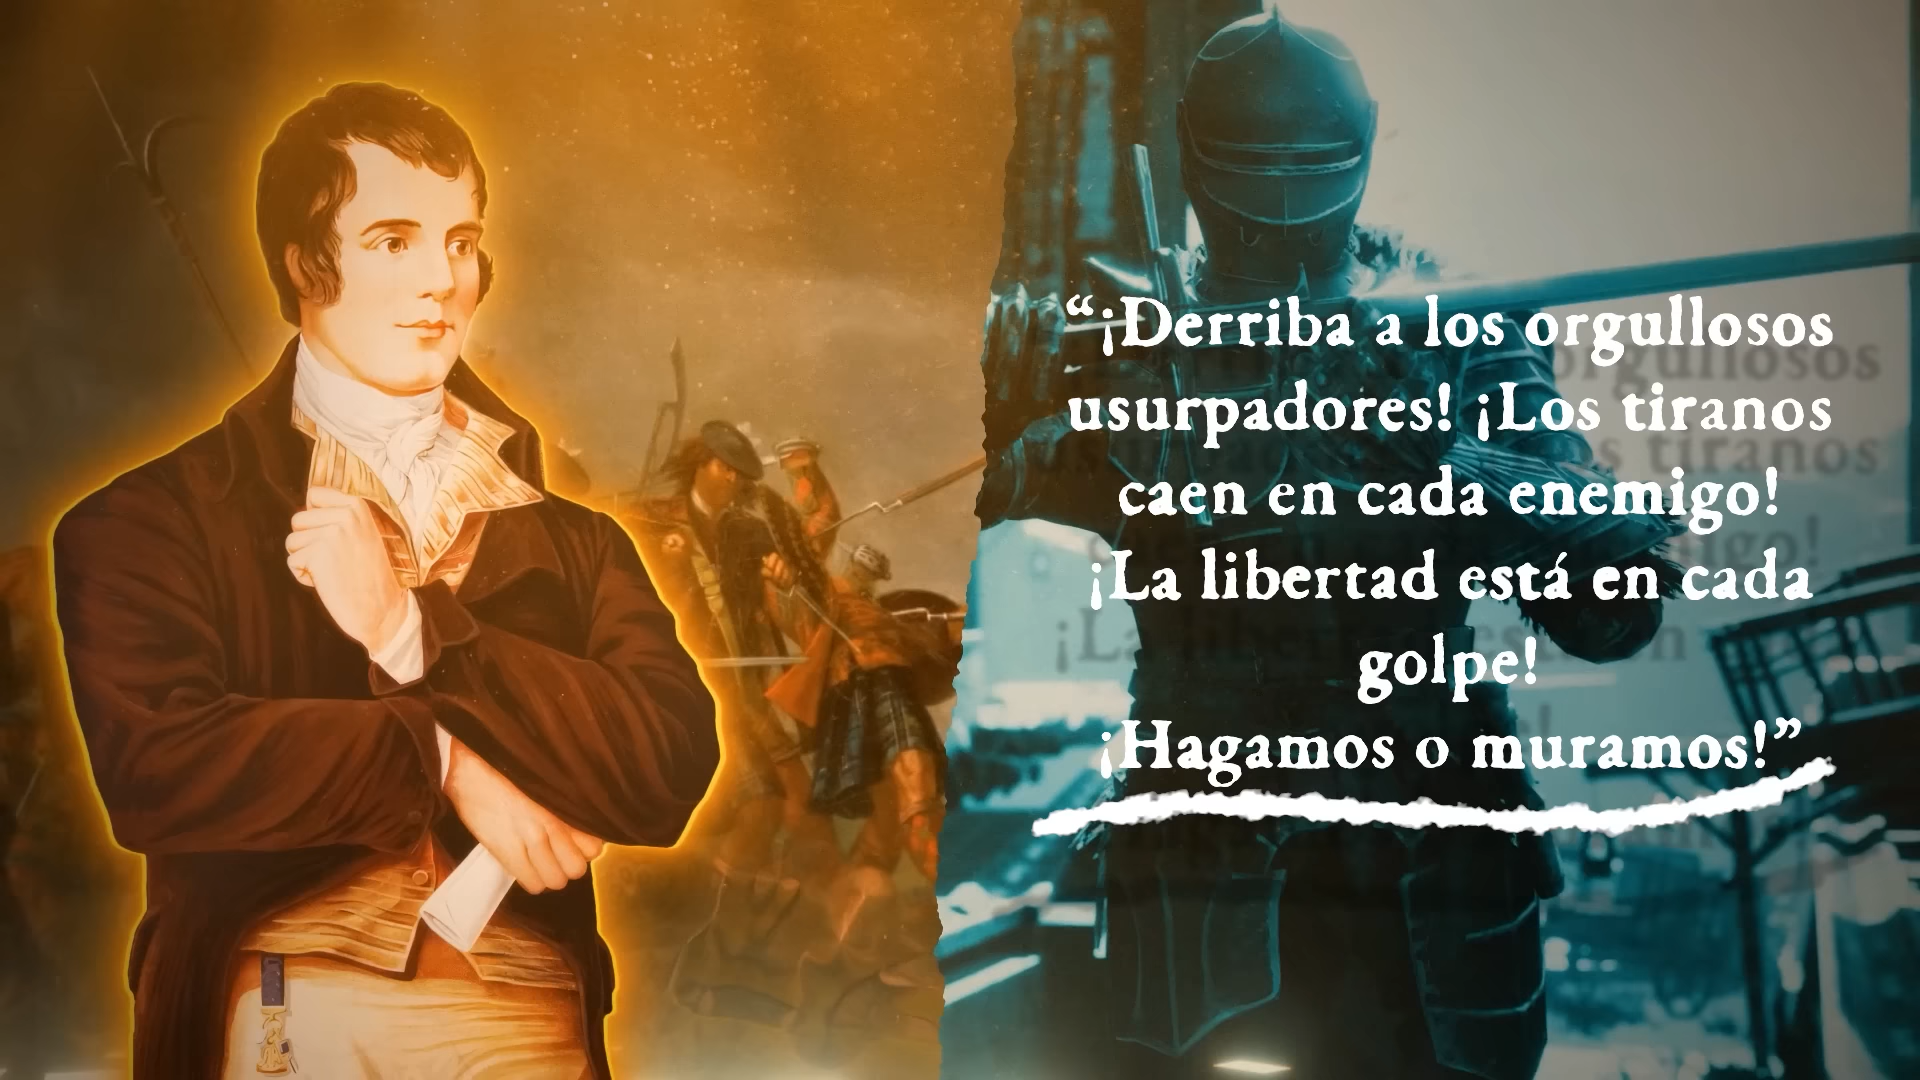 “¡Derriba a los orgullosos
usurpadores! ¡Los tiranos
caen en cada enemigo!
¡La libertad está en cada
golpe!
¡Hagamos o muramos!”